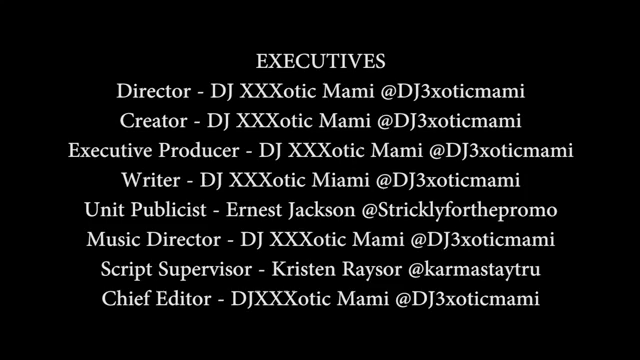 EXECUTIVES
Director - DJ XXXotic Mami @DJ3xoticmami
Creator - DJ XXXotic Mami @DJ3xoticmami
Executive Producer - DJ XXXotic Mami @DJ3xoticmami
Writer - DJ XXXotic Miami @DJ3xoticmami
Unit Publicist - Ernest Jackson @Stricklyforthepromo
Music Director - DJ XXXotic Mami @DJ3xoticmami
Script Supervisor - Kristen Raysor @karmastaytru
Chief Editor - DJXXXotic Mami @DJ3xoticmami